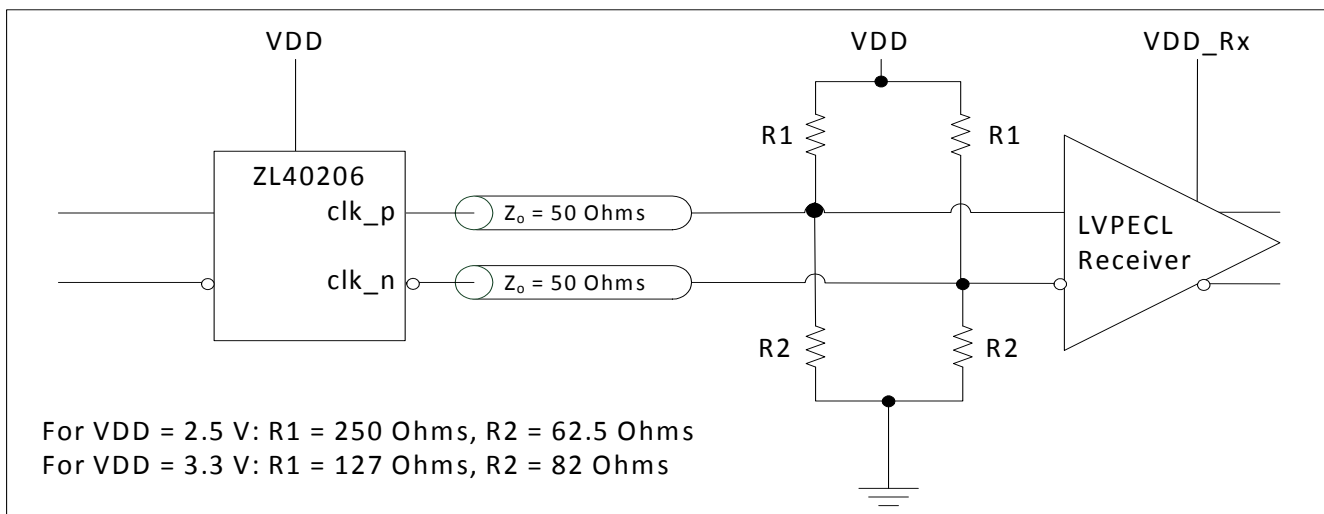 VDD VDD VDD_Rx
R1 R1
ZL40206
clk_p Zₒ = 50 Ohms
LVPECL
Receiver
clk_n Zₒ = 50 Ohms
R2 R2
For VDD = 2.5 V: R1 = 250 Ohms, R2 = 62.5 Ohms
For VDD = 3.3 V: R1 = 127 Ohms, R2 = 82 Ohms